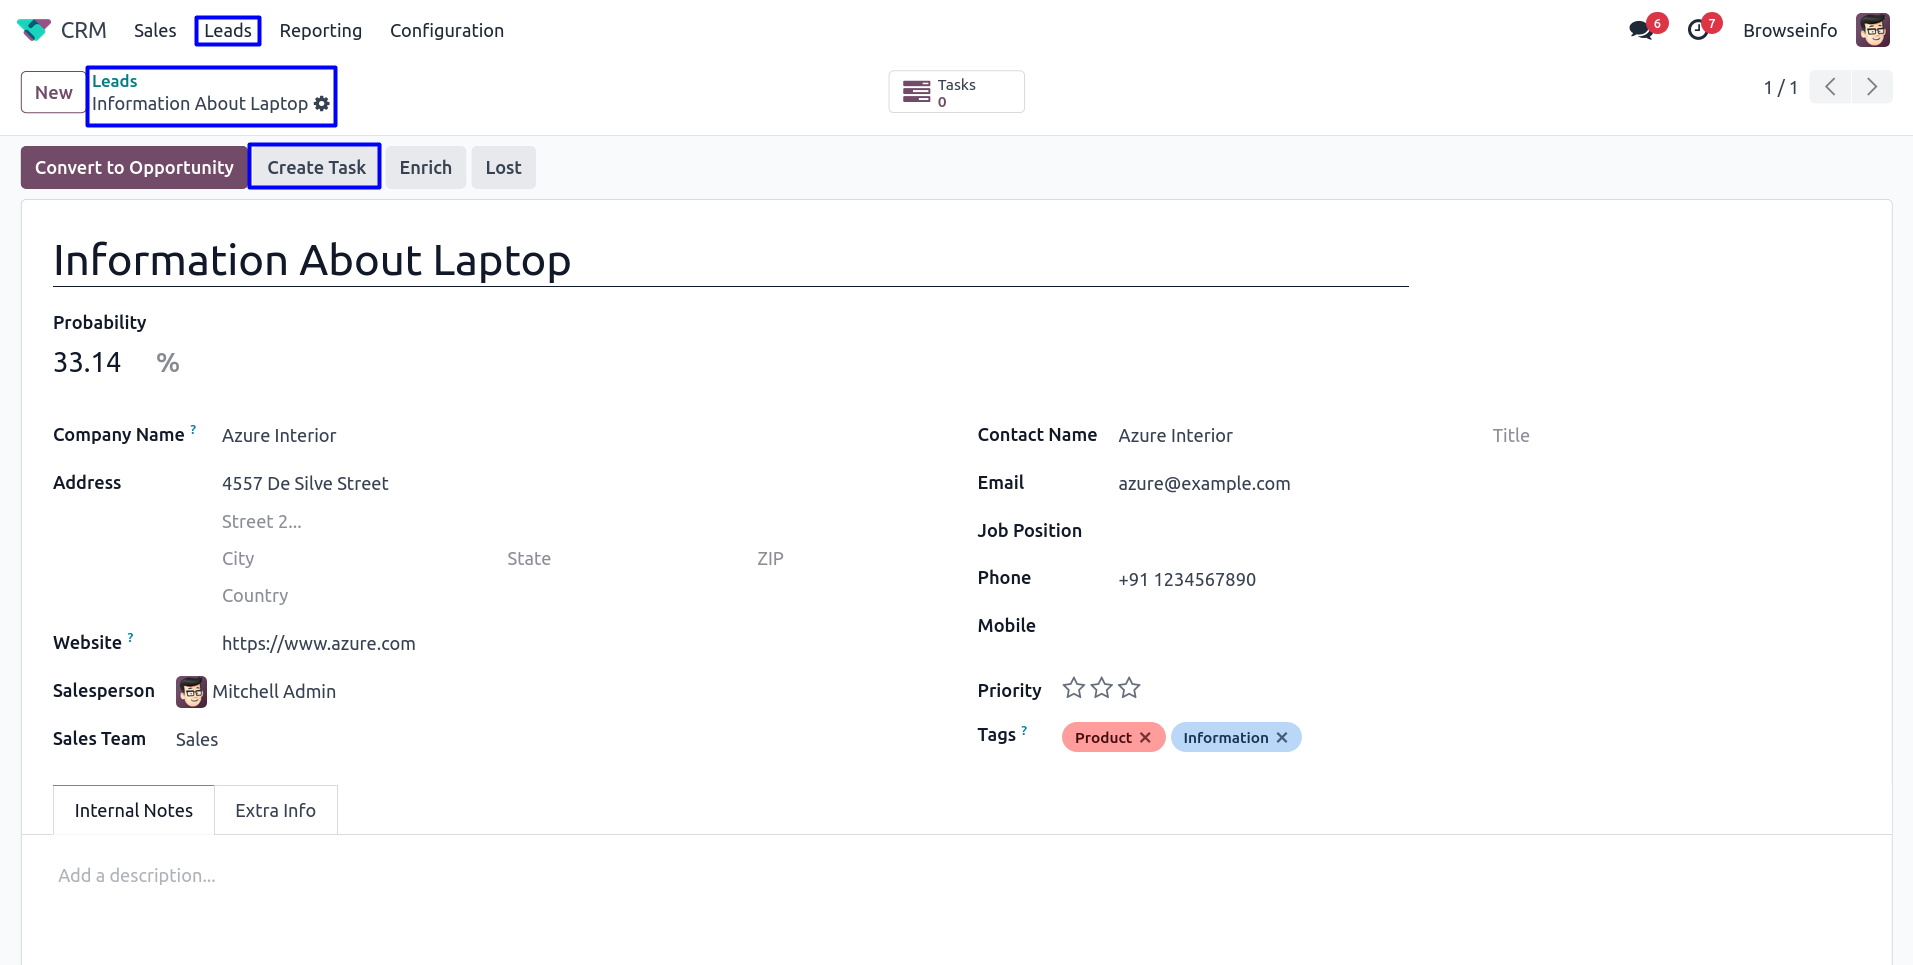 CRM Sales Leads Reporting Configuration 6 7 Browseinfo
New Leads Tasks
Information About Laptop 0 1 / 1
Convert to Opportunity Create Task Enrich Lost
Information About Laptop
Probability
33.14 %
Company Name ? Azure Interior Contact Name Azure Interior Title
Address 4557 De Silve Street Email azure@example.com
Street 2...
Job Position
City State ZIP
Phone +91 1234567890
Country
Mobile
Website ? https://www.azure.com
Salesperson Mitchell Admin Priority
Sales Team Sales Tags ? Product Information
Internal Notes Extra Info
Add a description...